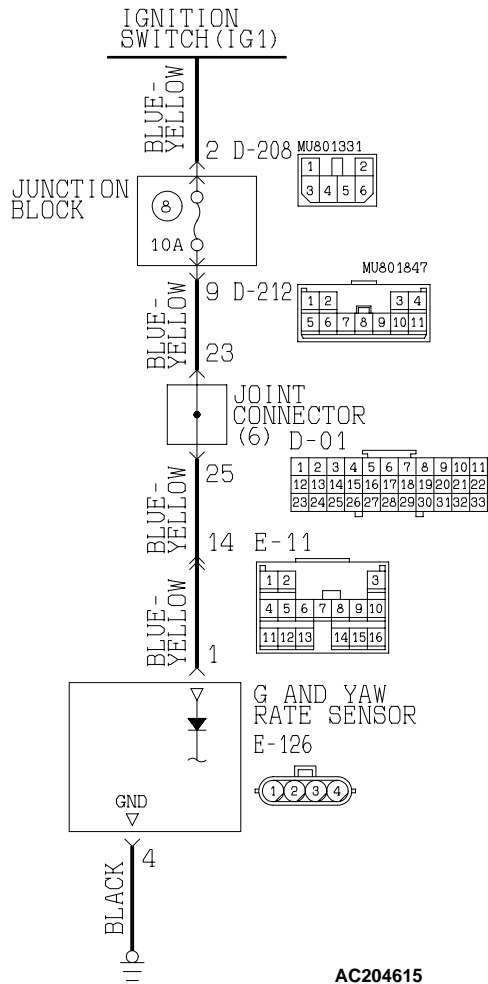 IGNITION
SWITCH(IG1)
BLUE-
YELLOW
2 D-208 MU801331
1 2
3 4 5 6
JUNCTION
BLOCK
8
10A
MU801847
9 D-212
1 2 3 4
5 6 7 8 9 10 11
BLUE-
YELLOW
23
JOINT
CONNECTOR
(6) D-01
1 2 3 4 5 6 7 8 9 10 11
12 13 14 15 16 17 18 19 20 21 22
23 24 25 26 27 28 29 30 31 32 33
25
BLUE-
YELLOW
14 E-11
1 2 3
4 5 6 7 8 9 10
11 12 13 14 15 16
BLUE-
YELLOW
1
G AND YAW
RATE SENSOR
E-126
1 2 3 4
GND
4
BLACK
AC204615